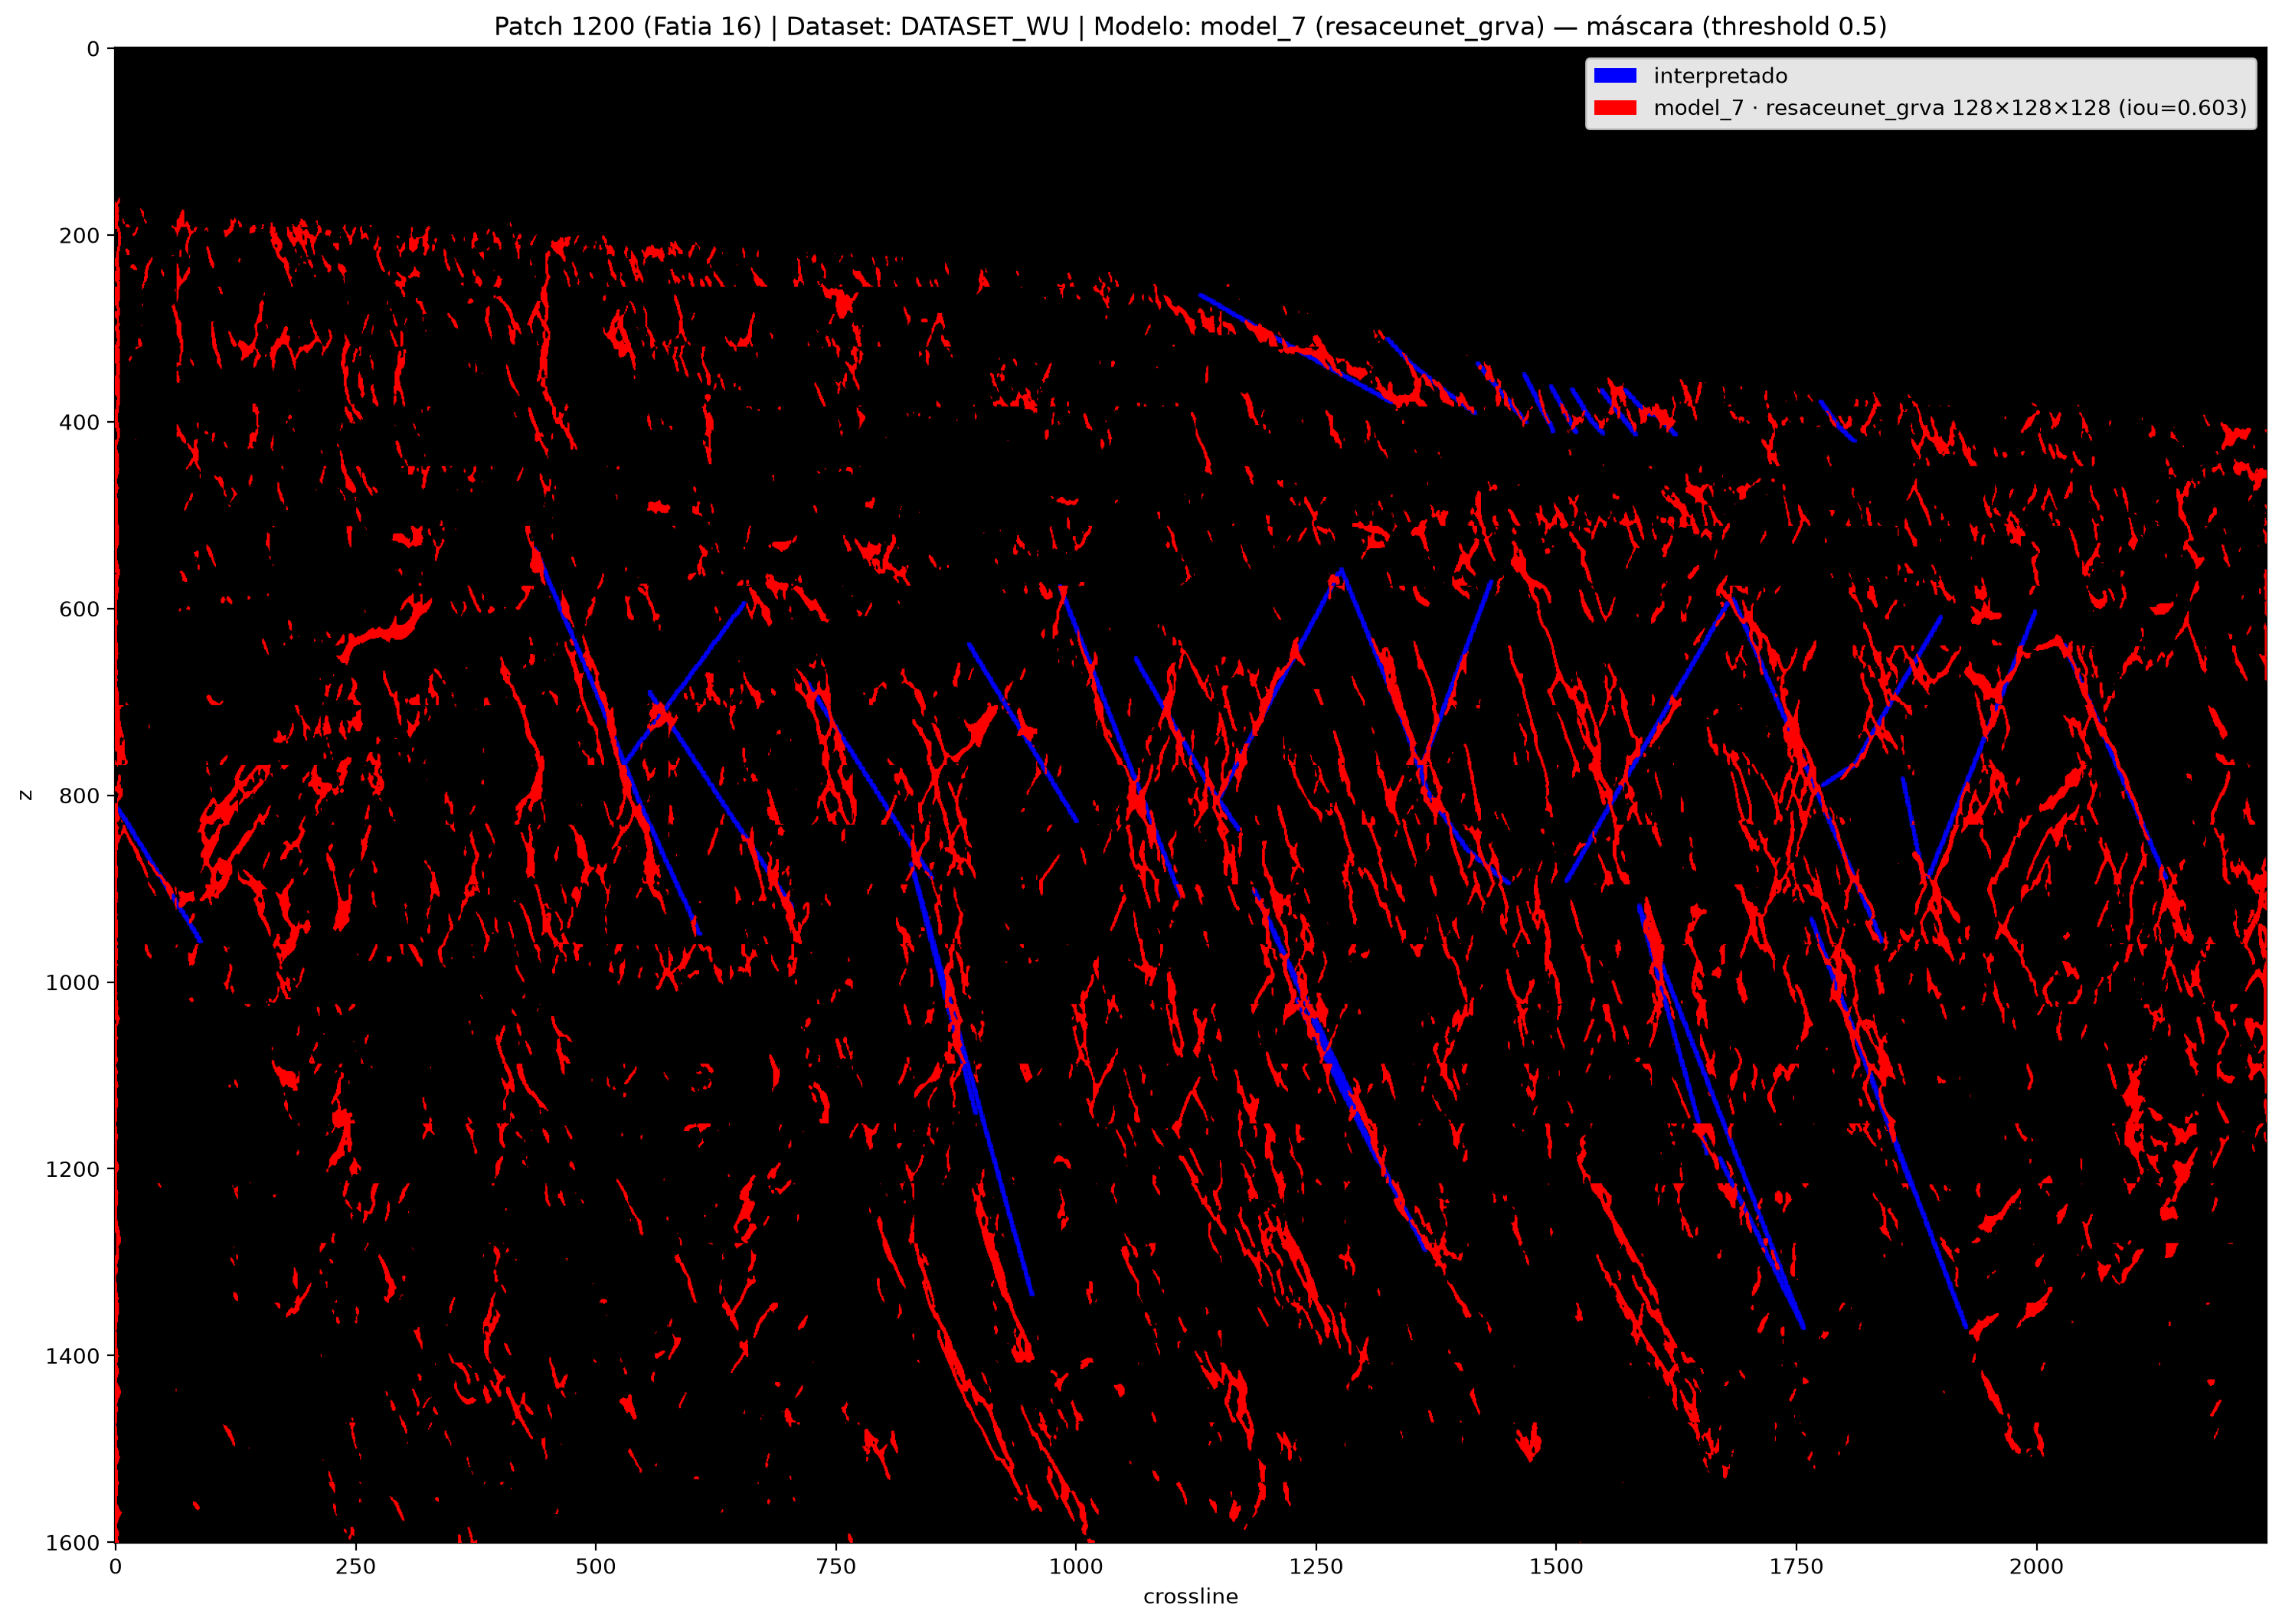 Patch 1200 (Fatia 16) | Dataset: DATASET_WU | Modelo: model_7 (resaceunet_grva) — máscara (threshold 0.5)
interpretado
model_7 · resaceunet_grva 128×128×128 (iou=0.603)
0
200
400
600
800
1000
1200
1400
1600
z
0 250 500 750 1000 1250 1500 1750 2000
crossline